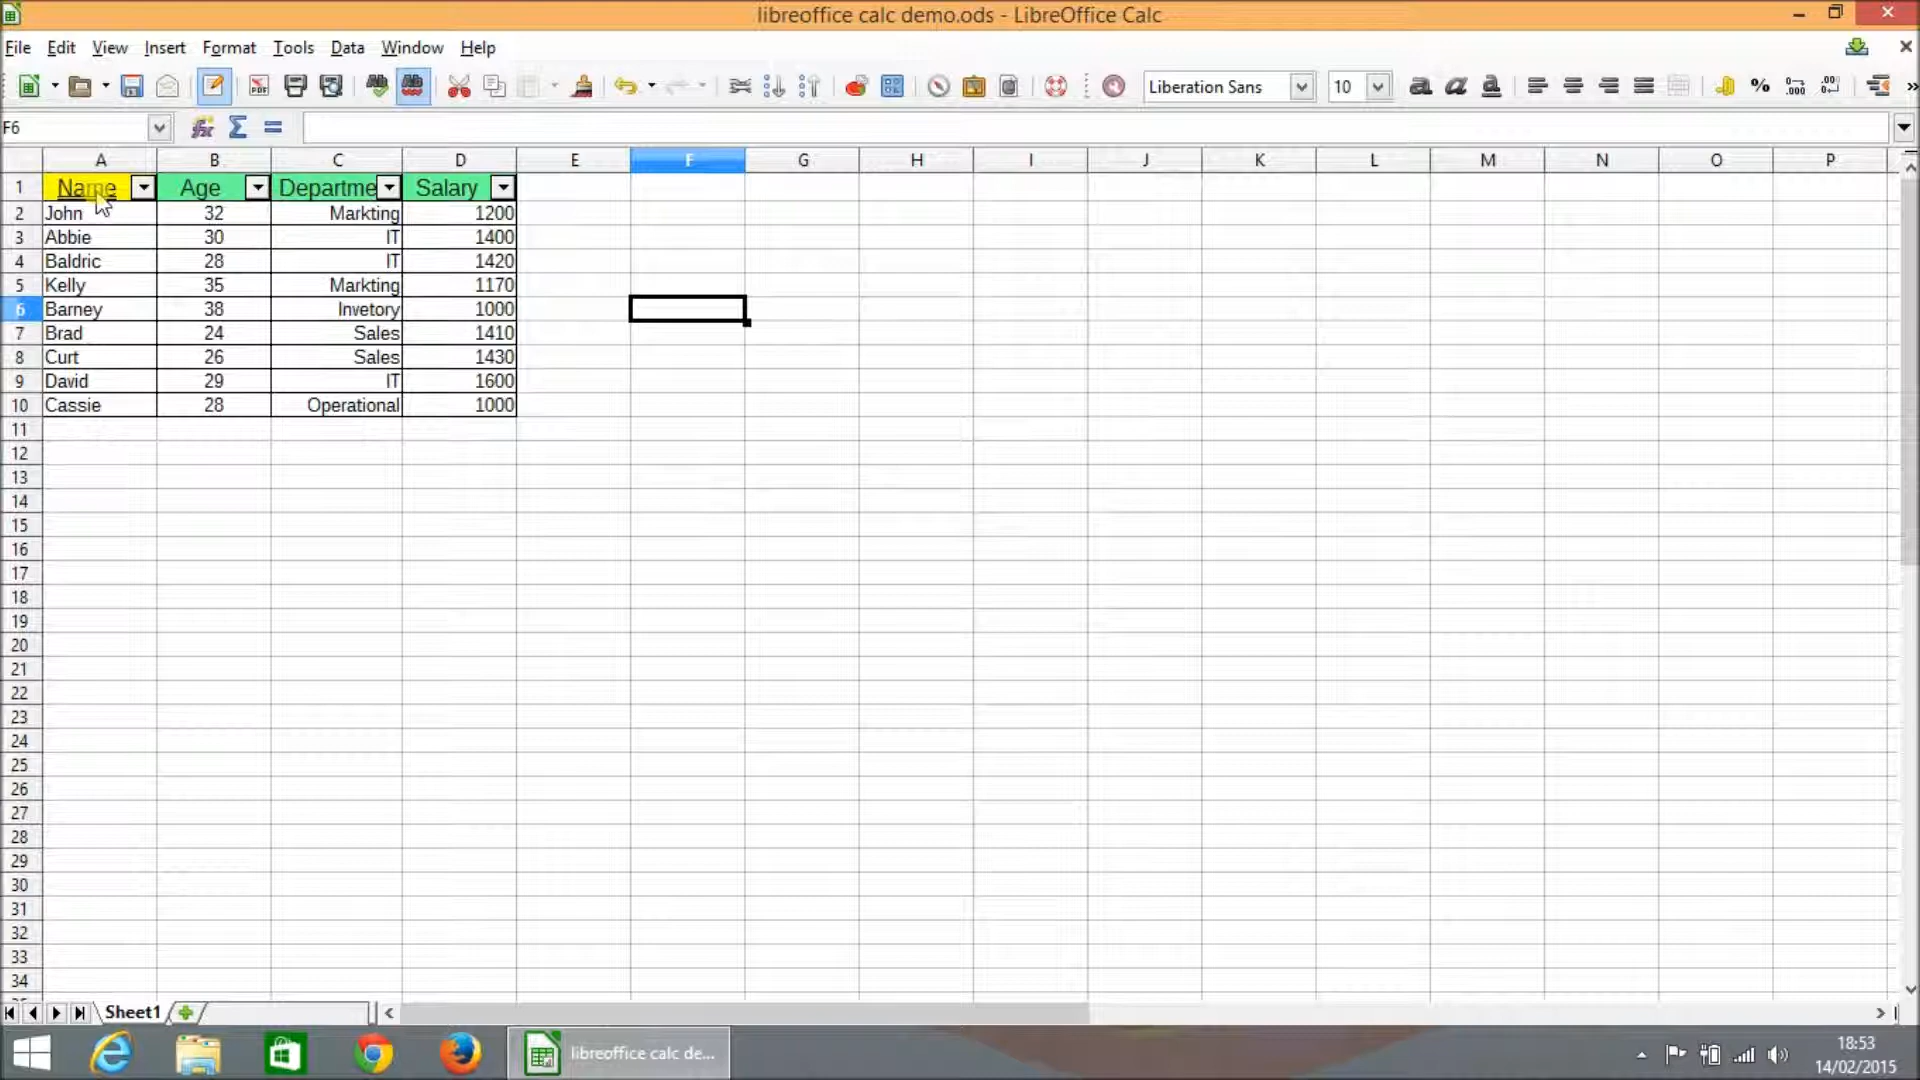 libreoffice calc demo.ods - LibreOffice Calc
File Edit View Insert Format Tools Data Window Help
Liberation Sans 10
F6
A B C D E F G H I J K L M N O P
1 Name Age Departme Salary
2 John 32 Markting 1200
3 Abbie 30 IT 1400
4 Baldric 28 IT 1420
5 Kelly 35 Markting 1170
6 Barney 38 Invetory 1000
7 Brad 24 Sales 1410
8 Curt 26 Sales 1430
9 David 29 IT 1600
10 Cassie 28 Operational 1000
11
12
13
14
15
16
17
18
19
20
21
22
23
24
25
26
27
28
29
30
31
32
33
34
Sheet1
libreoffice calc de...
18:53
14/02/2015